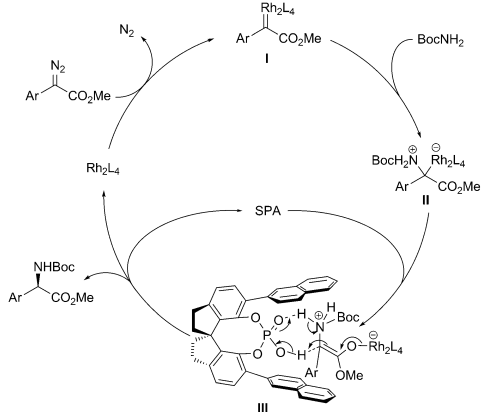 Rh₂L₄
N₂
Ar
CO₂Me
I
BocNH₂
N₂
Ar
CO₂Me
⊕
⊖
BocH₂N
Rh₂L₄
Ar
CO₂Me
II
Rh₂L₄
SPA
NHBoc
Ar
CO₂Me
O
P
O
O
O
H
H
⊕
N
H
Boc
⊖
O
Rh₂L₄
Ar
OMe
III